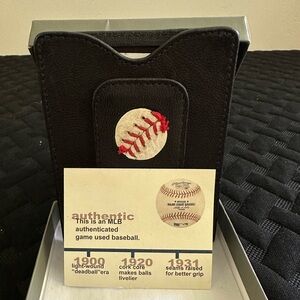 authentic
This is an MLB
authenticated
game used baseball.
1900
1920
1931
light-wound
"deadball"era
cork core
makes balls
livelier
seams raised
for better grip